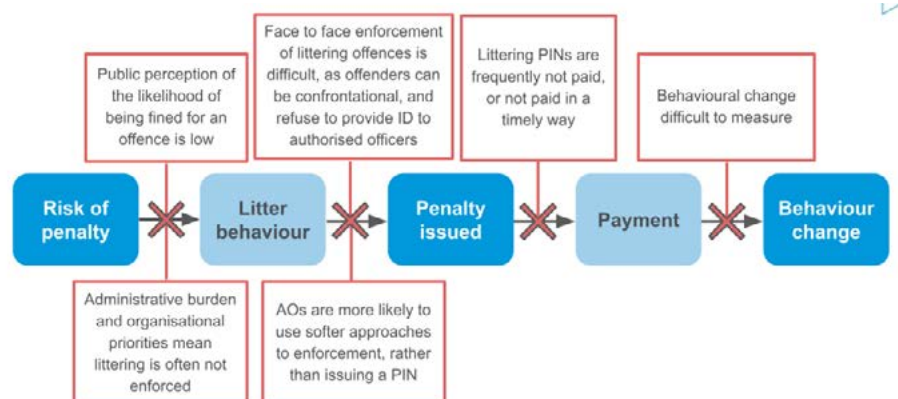 Public perception of
the likelihood of
being fined for an
offence is low
Face to face enforcement
of littering offences is
difficult, as offenders can
be confrontational, and
refuse to provide ID to
authorised officers
Littering PINs are
frequently not paid,
or not paid in a
timely way
Behavioural change
difficult to measure
Risk of
penalty
Litter
behaviour
Penalty
issued
Payment
Behaviour
change
Administrative burden
and organisational
priorities mean
littering is often not
enforced
AOs are more likely to
use softer approaches
to enforcement, rather
than issuing a PIN